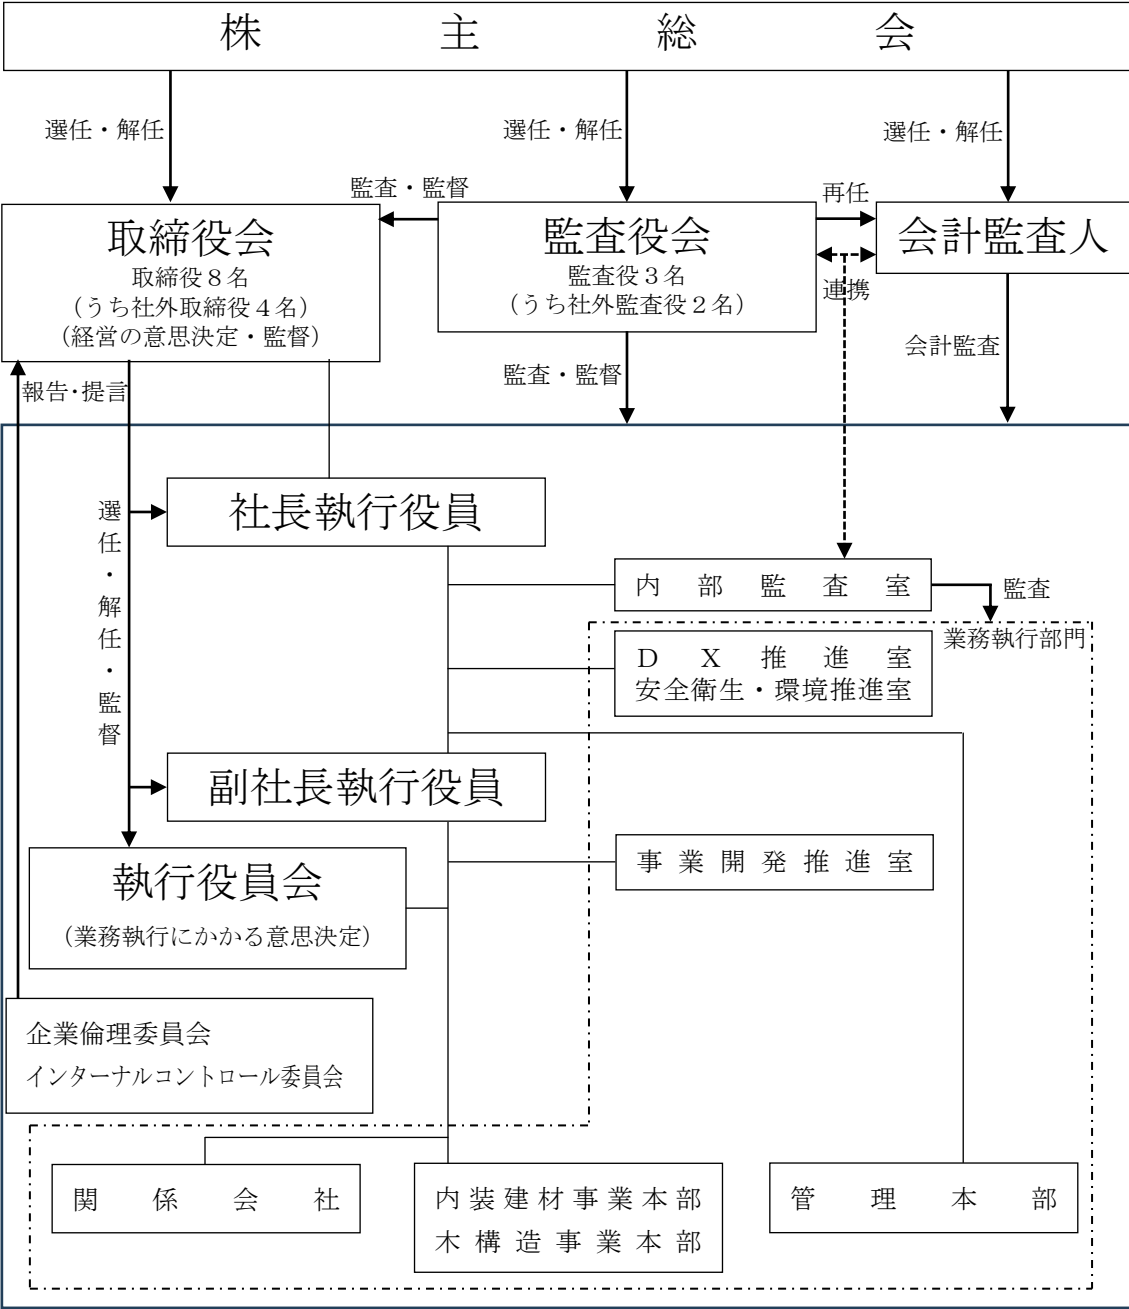 株主総会
選任・解任
選任・解任
選任・解任
監査・監督
再任
取締役会
取締役８名
（うち社外取締役４名）
（経営の意思決定・監督）
監査役会
監査役３名
（うち社外監査役２名）
会計監査人
連携
報告・提言
監査・監督
会計監査
選任・解任・監督
社長執行役員
内部監査室
監査
業務執行部門
ＤＸ推進室
安全衛生・環境推進室
副社長執行役員
事業開発推進室
執行役員会
（業務執行にかかる意思決定）
企業倫理委員会
インターナルコントロール委員会
関係会社
内装建材事業本部
木構造事業本部
管理本部